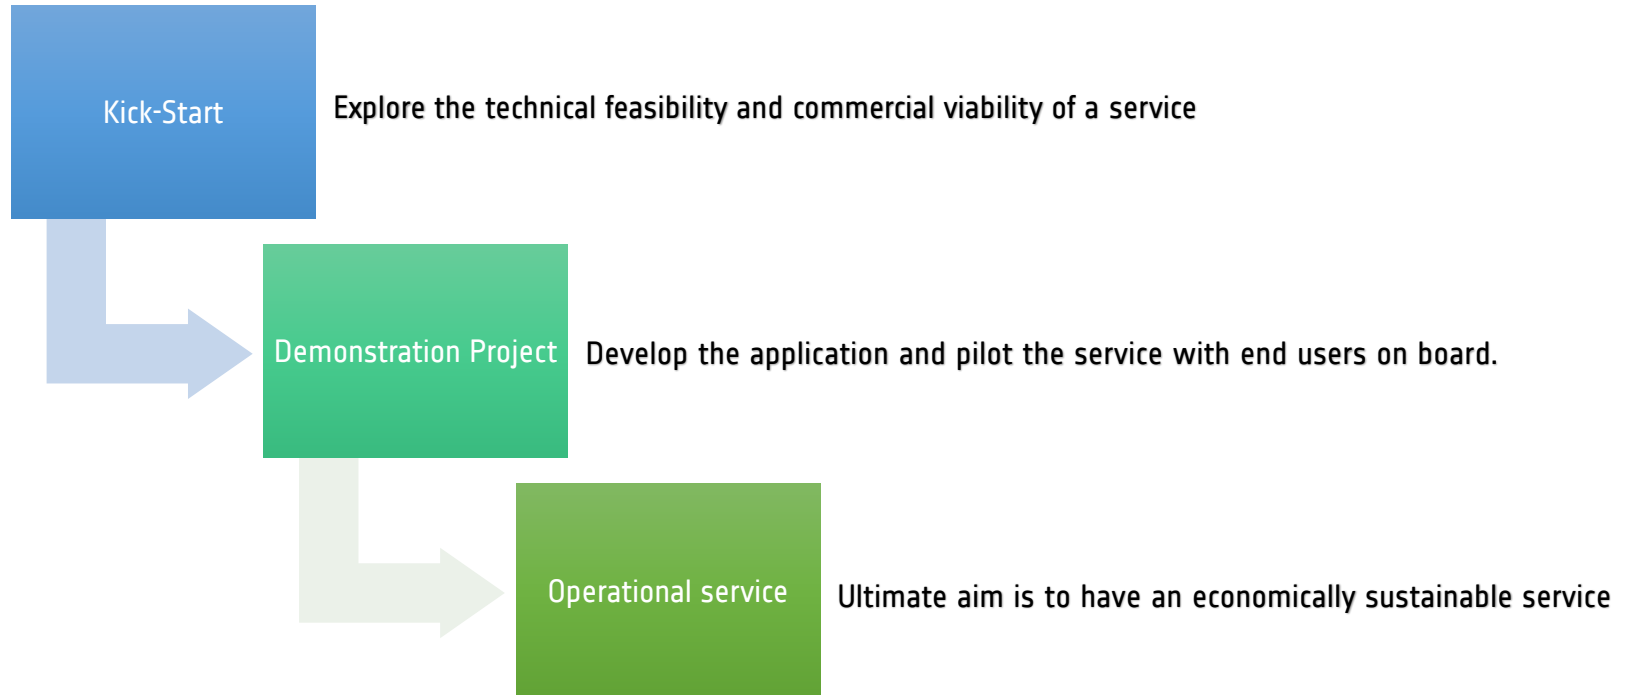 Kick-Start
Explore the technical feasibility and commercial viability of a service
Demonstration Project
Develop the application and pilot the service with end users on board.
Operational service
Ultimate aim is to have an economically sustainable service